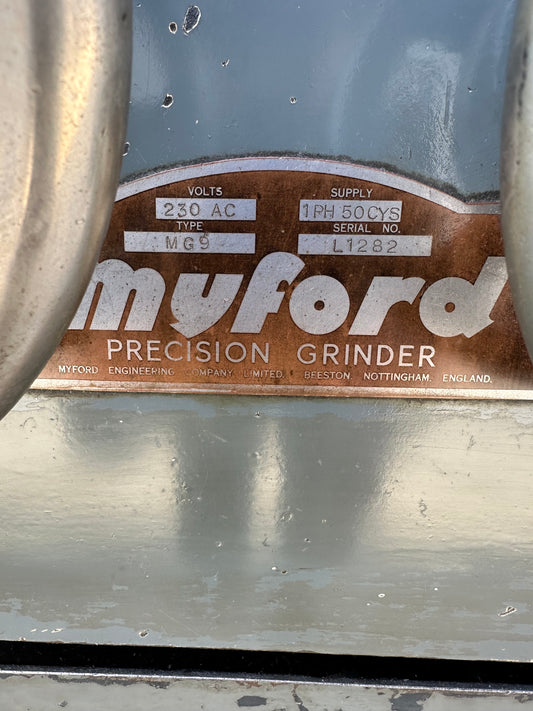 VOLTS SUPPLY
230 AC 1PH 50CYS
TYPE SERIAL NO.
MG9 L1282
myford
PRECISION GRINDER
MYFORD ENGINEERING COMPANY LIMITED. BEESTON. NOTTINGHAM. ENGLAND.